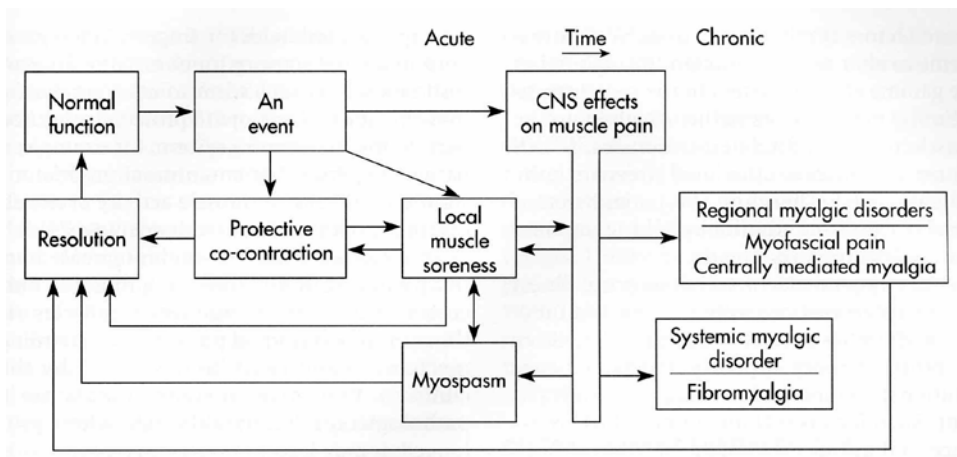 Acute
Time
Chronic
Normal
function
An
event
CNS effects
on muscle pain
Resolution
Protective
co-contraction
Local
muscle
soreness
Regional myalgic disorders
Myofascial pain
Centrally mediated myalgia
Myospasm
Systemic myalgic
disorder
Fibromyalgia